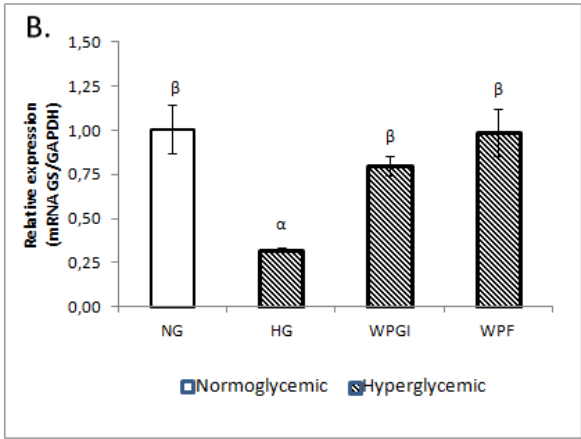 B.
Relative expression
(mRNA GS/GAPDH)
1,50
1,25
1,00
0,75
0,50
0,25
0,00
β
α
β
β
NG HG WPGI WPF
Normoglycemic Hyperglycemic